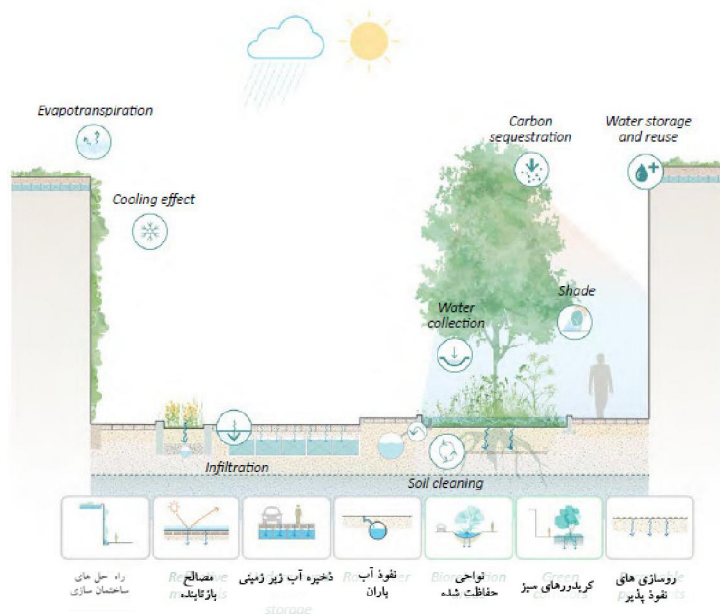 Evapotranspiration
Carbon
sequestration
Water storage
and reuse
Cooling effect
Shade
Water
collection
Infiltration
Soil cleaning
راه حل های
ساختمان سازی
مصالح
بازتابنده
ذخیره آب زیر زمینی
نفوذ آب
باران
نواحی
حفاظت شده
کریدورهای سبز
روسازی های
نفوذ پذیر
storage